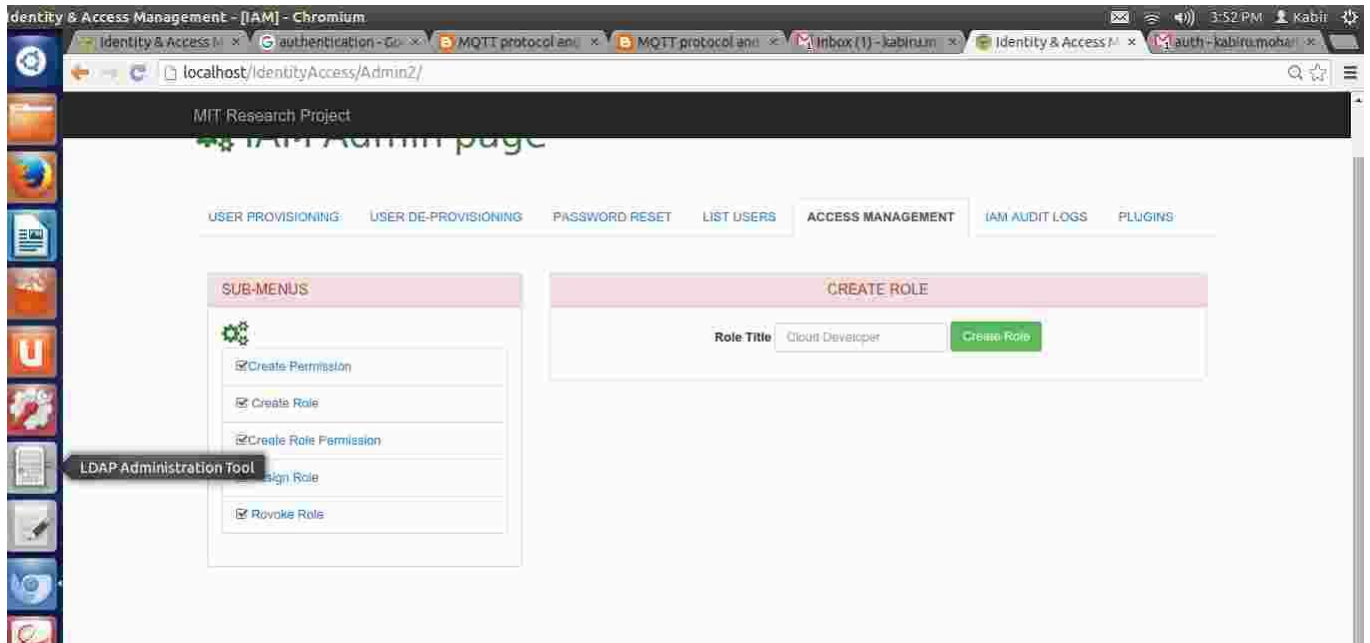 Identity & Access Management - [IAM] - Chromium
3:52 PM Kabir
Identity & Access M
authentication - Go
MQTT protocol and
MQTT protocol and
Inbox (1) - kabiru.m
Identity & Access M
auth - kabiru.mohan
localhost/IdentityAccess/Admin2/
MIT Research Project
IAM Admin page
USER PROVISIONING
USER DE-PROVISIONING
PASSWORD RESET
LIST USERS
ACCESS MANAGEMENT
IAM AUDIT LOGS
PLUGINS
SUB-MENUS
CREATE ROLE
Role Title
Cloud Developer
Create Role
Create Permission
Create Role
Create Role Permission
LDAP Administration Tool
sign Role
Rovoke Role